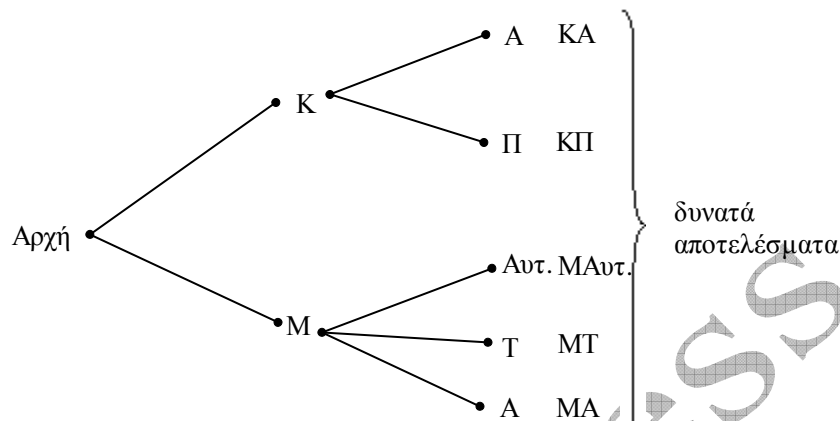 Α ΚΑ
Κ
Π ΚΠ
Αρχή
δυνατά
αποτελέσματα
Αυτ. ΜΑυτ.
Μ
Τ ΜΤ
Α ΜΑ